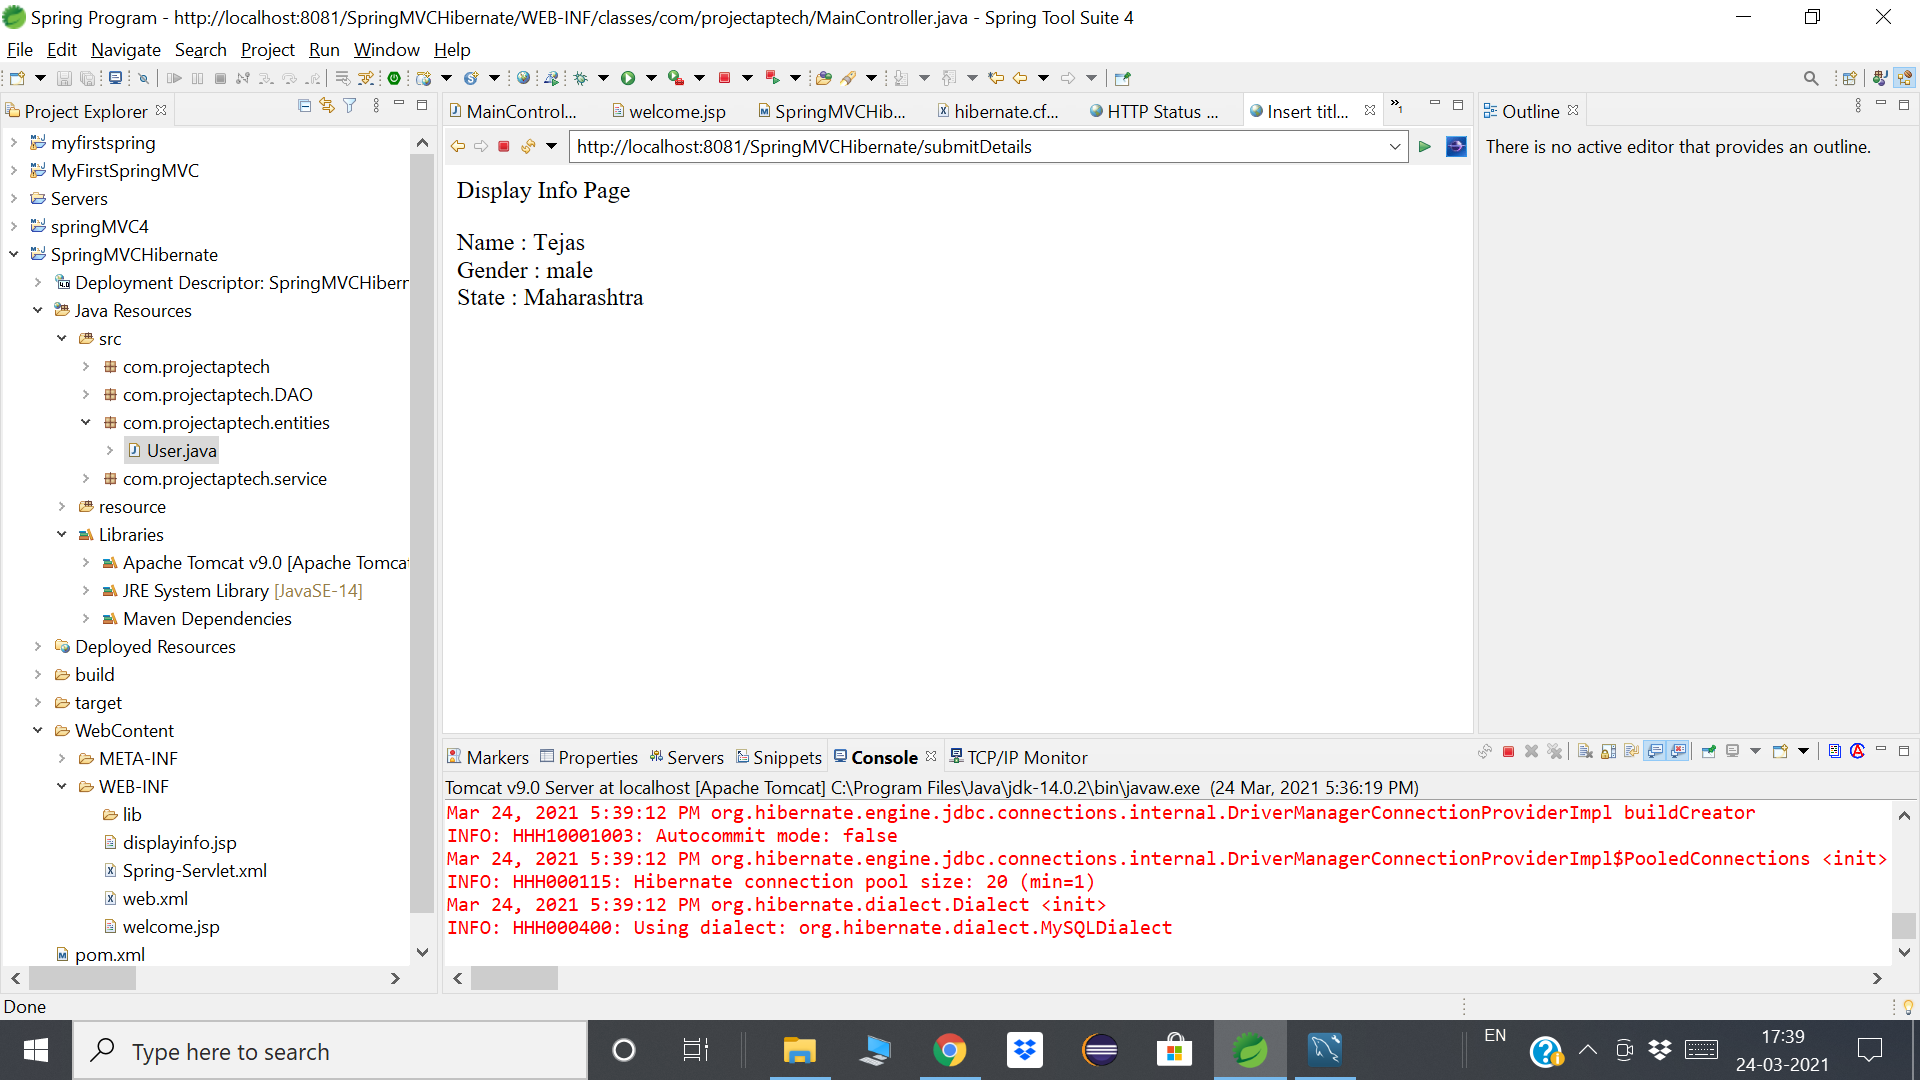 Spring Program - http://localhost:8081/SpringMVCHibernate/WEB-INF/classes/com/projectaptech/MainController.java - Spring Tool Suite 4
File Edit Navigate Search Project Run Window Help
Project Explorer
myfirstspring
MyFirstSpringMVC
Servers
springMVC4
SpringMVCHibernate
Deployment Descriptor: SpringMVCHibern
Java Resources
src
com.projectaptech
com.projectaptech.DAO
com.projectaptech.entities
User.java
com.projectaptech.service
resource
Libraries
Apache Tomcat v9.0 [Apache Tomcat
JRE System Library [JavaSE-14]
Maven Dependencies
Deployed Resources
build
target
WebContent
META-INF
WEB-INF
lib
displayinfo.jsp
Spring-Servlet.xml
web.xml
welcome.jsp
pom.xml
MainControl... welcome.jsp SpringMVCHib... hibernate.cf... HTTP Status ... Insert titl... »1
http://localhost:8081/SpringMVCHibernate/submitDetails
Display Info Page
Name : Tejas
Gender : male
State : Maharashtra
Outline
There is no active editor that provides an outline.
Markers Properties Servers Snippets Console TCP/IP Monitor
Tomcat v9.0 Server at localhost [Apache Tomcat] C:\Program Files\Java\jdk-14.0.2\bin\javaw.exe (24 Mar, 2021 5:36:19 PM)
Mar 24, 2021 5:39:12 PM org.hibernate.engine.jdbc.connections.internal.DriverManagerConnectionProviderImpl buildCreator
INFO: HHH10001003: Autocommit mode: false
Mar 24, 2021 5:39:12 PM org.hibernate.engine.jdbc.connections.internal.DriverManagerConnectionProviderImpl$PooledConnections <init>
INFO: HHH000115: Hibernate connection pool size: 20 (min=1)
Mar 24, 2021 5:39:12 PM org.hibernate.dialect.Dialect <init>
INFO: HHH000400: Using dialect: org.hibernate.dialect.MySQLDialect
Done
Type here to search
EN
17:39
24-03-2021